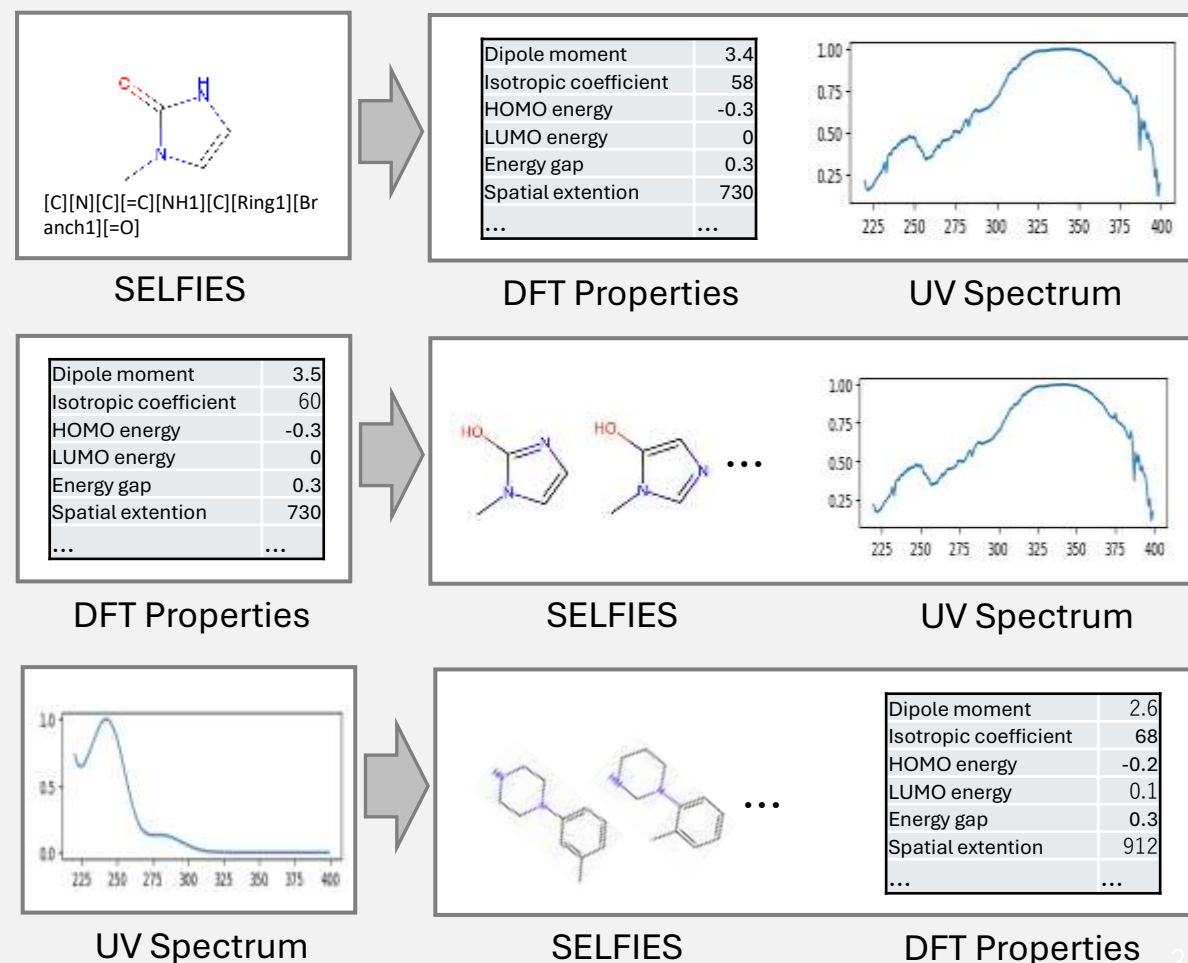 O
H
N
N
[C][N][C][=C][NH1][C][Ring1][Br
anch1][=O]
SELFIES
Dipole moment 3.4
Isotropic coefficient 58
HOMO energy -0.3
LUMO energy 0
Energy gap 0.3
Spatial extention 730
... ...
DFT Properties
1.00
0.75
0.50
0.25
225 250 275 300 325 350 375 400
UV Spectrum
Dipole moment 3.5
Isotropic coefficient 60
HOMO energy -0.3
LUMO energy 0
Energy gap 0.3
Spatial extention 730
... ...
DFT Properties
HO
N
N
HO
N
N
...
SELFIES
1.00
0.75
0.50
0.25
225 250 275 300 325 350 375 400
UV Spectrum
1.0
0.5
0.0
225 250 275 300 325 350 375 400
UV Spectrum
...
SELFIES
Dipole moment 2.6
Isotropic coefficient 68
HOMO energy -0.2
LUMO energy 0.1
Energy gap 0.3
Spatial extention 912
... ...
DFT Properties
2